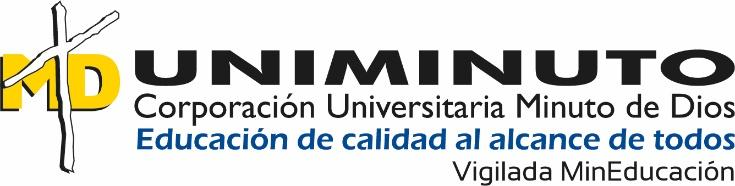 MD UNIMINUTO
Corporación Universitaria Minuto de Dios
Educación de calidad al alcance de todos
Vigilada MinEducación